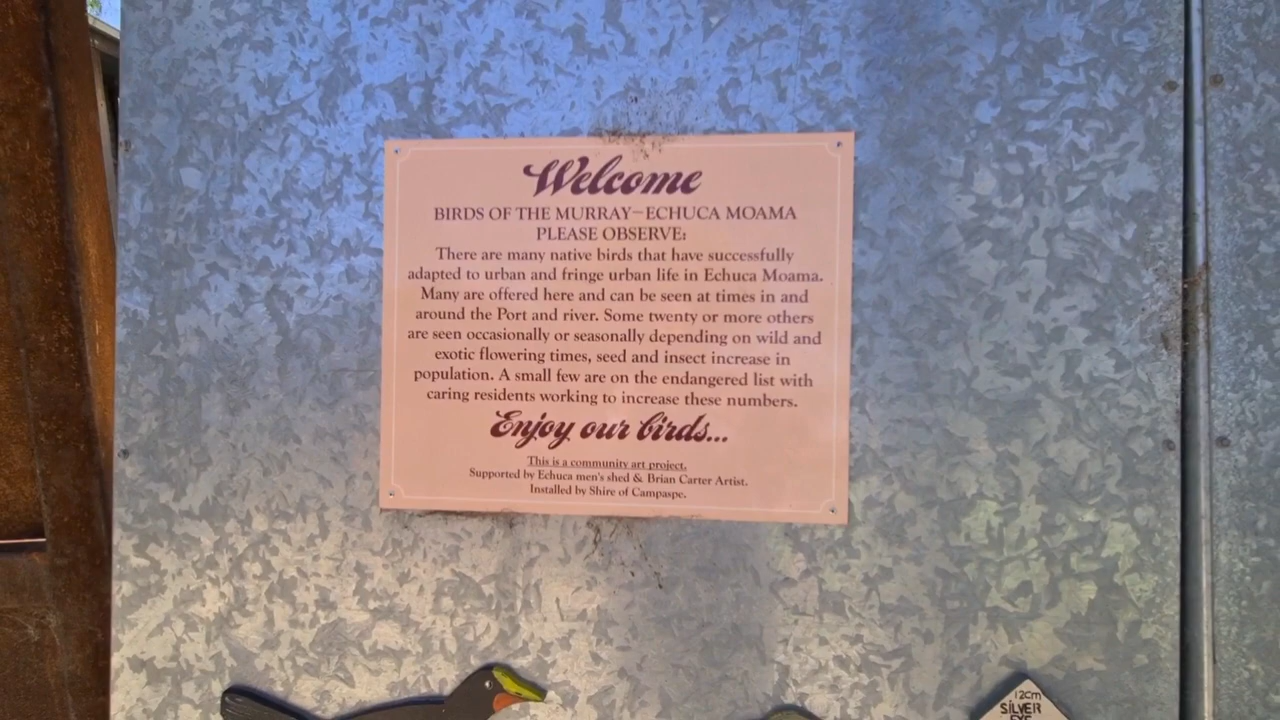 Welcome
BIRDS OF THE MURRAY–ECHUCA MOAMA
PLEASE OBSERVE:
There are many native birds that have successfully
adapted to urban and fringe urban life in Echuca Moama.
Many are offered here and can be seen at times in and
around the Port and river. Some twenty or more others
are seen occasionally or seasonally depending on wild and
exotic flowering times, seed and insect increase in
population. A small few are on the endangered list with
caring residents working to increase these numbers.
Enjoy our birds...
This is a community art project.
Supported by Echuca men's shed & Brian Carter Artist.
Installed by Shire of Campaspe.
12cm
SILVER
EYE